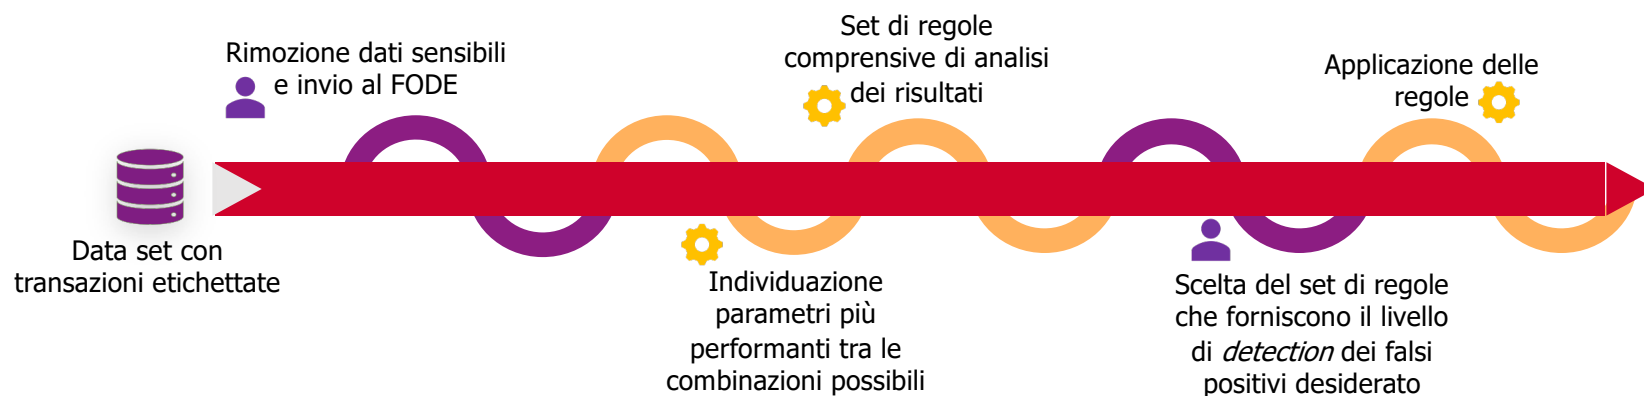 Rimozione dati sensibili
e invio al FODE
Set di regole
comprensive di analisi
dei risultati
Applicazione delle
regole
Data set con
transazioni etichettate
Individuazione
parametri più
performanti tra le
combinazioni possibili
Scelta del set di regole
che forniscono il livello
di detection dei falsi
positivi desiderato